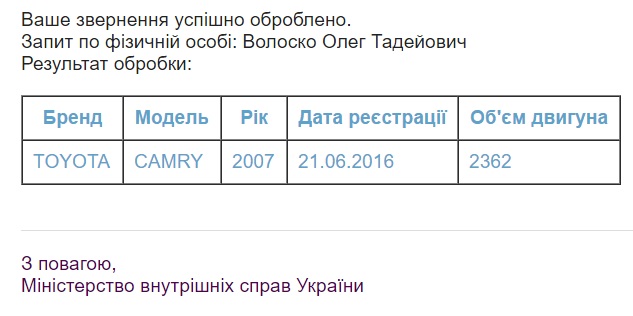 Ваше звернення успішно оброблено.
Запит по фізичній особі: Волоско Олег Тадейович
Результат обробки:
Бренд Модель Рік Дата реєстрації Об'єм двигуна
TOYOTA CAMRY 2007 21.06.2016 2362
З повагою,
Міністерство внутрішніх справ України